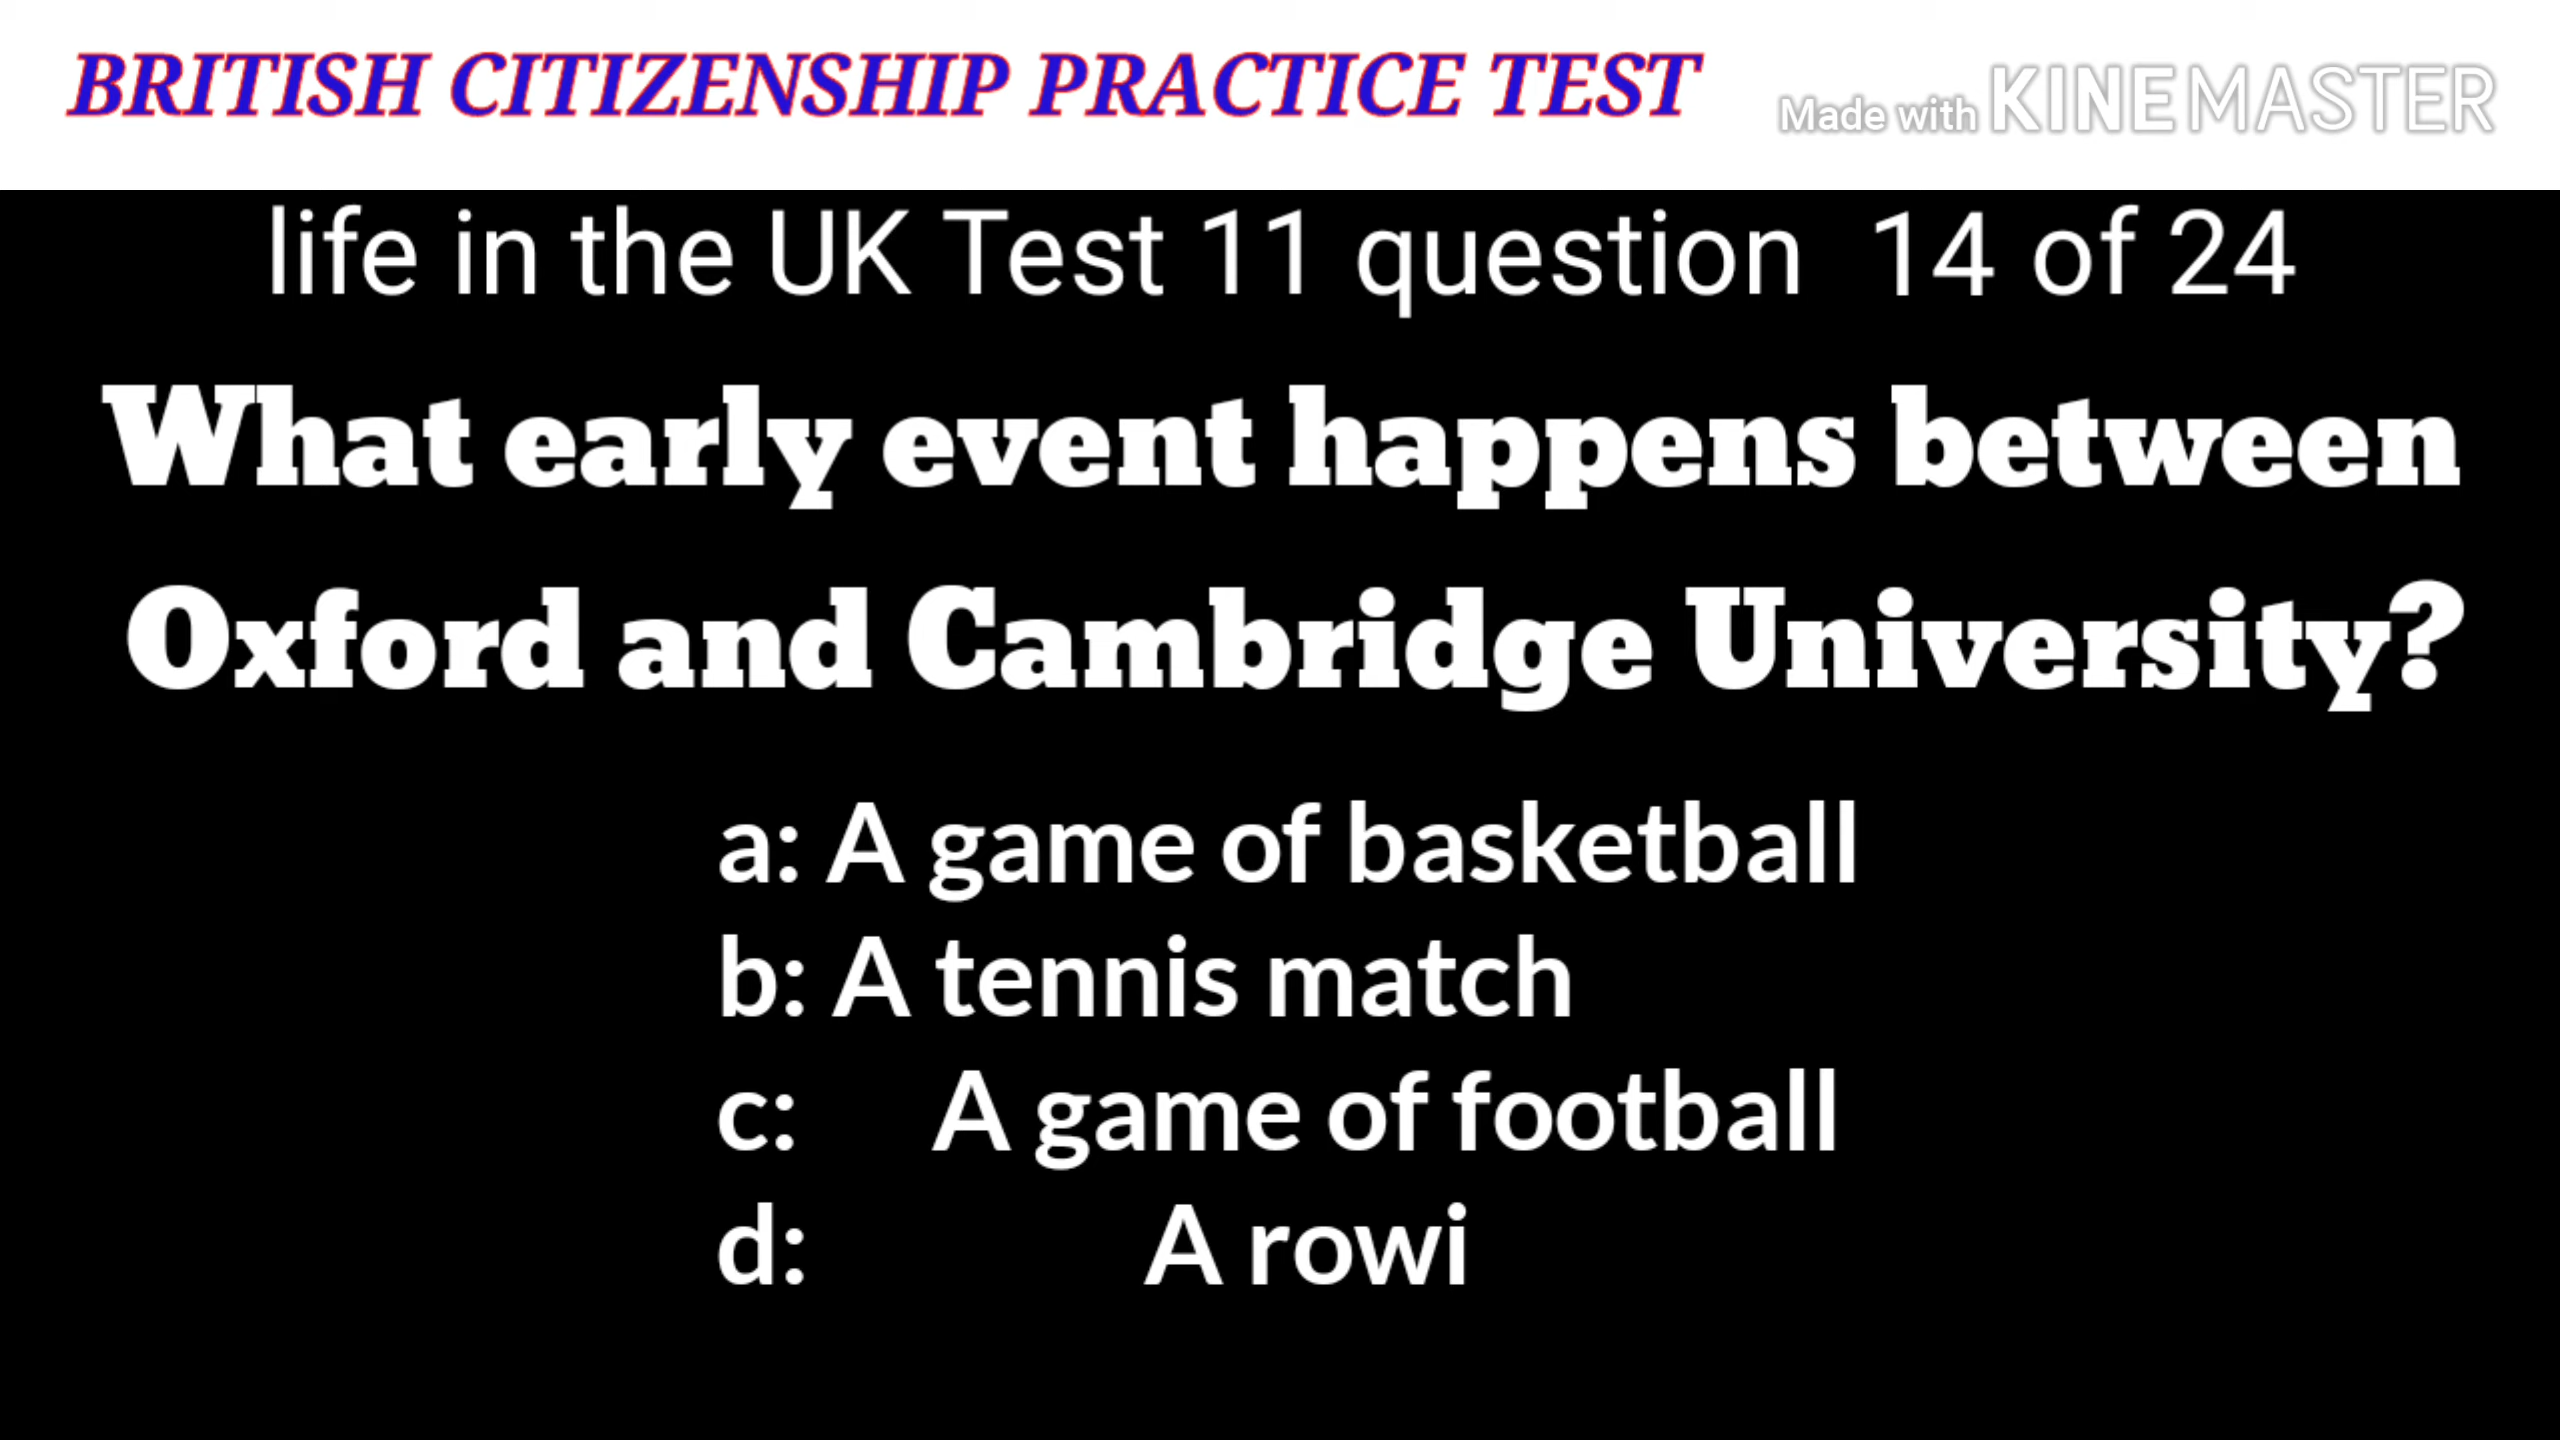 BRITISH CITIZENSHIP PRACTICE TEST
Made with KINEMASTER
life in the UK Test 11 question 14 of 24
What early event happens between
Oxford and Cambridge University?
a: A game of basketball
b: A tennis match
c: A game of football
d: A rowi